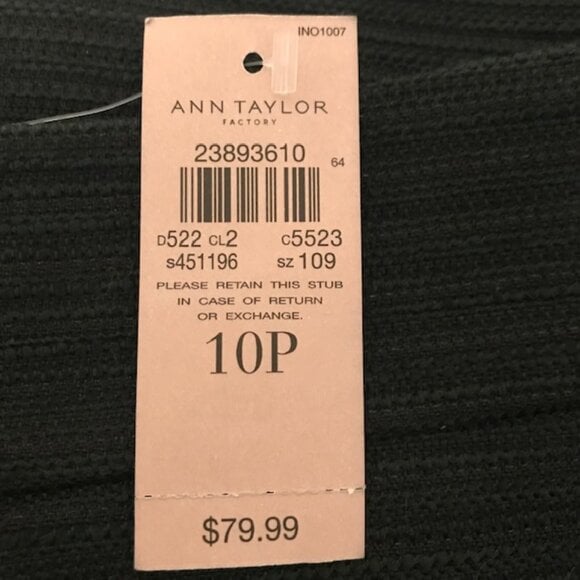 INO1007
ANN TAYLOR
FACTORY
23893610
64
D522 CL2 C5523
S451196 SZ 109
PLEASE RETAIN THIS STUB
IN CASE OF RETURN
OR EXCHANGE.
10P
$79.99